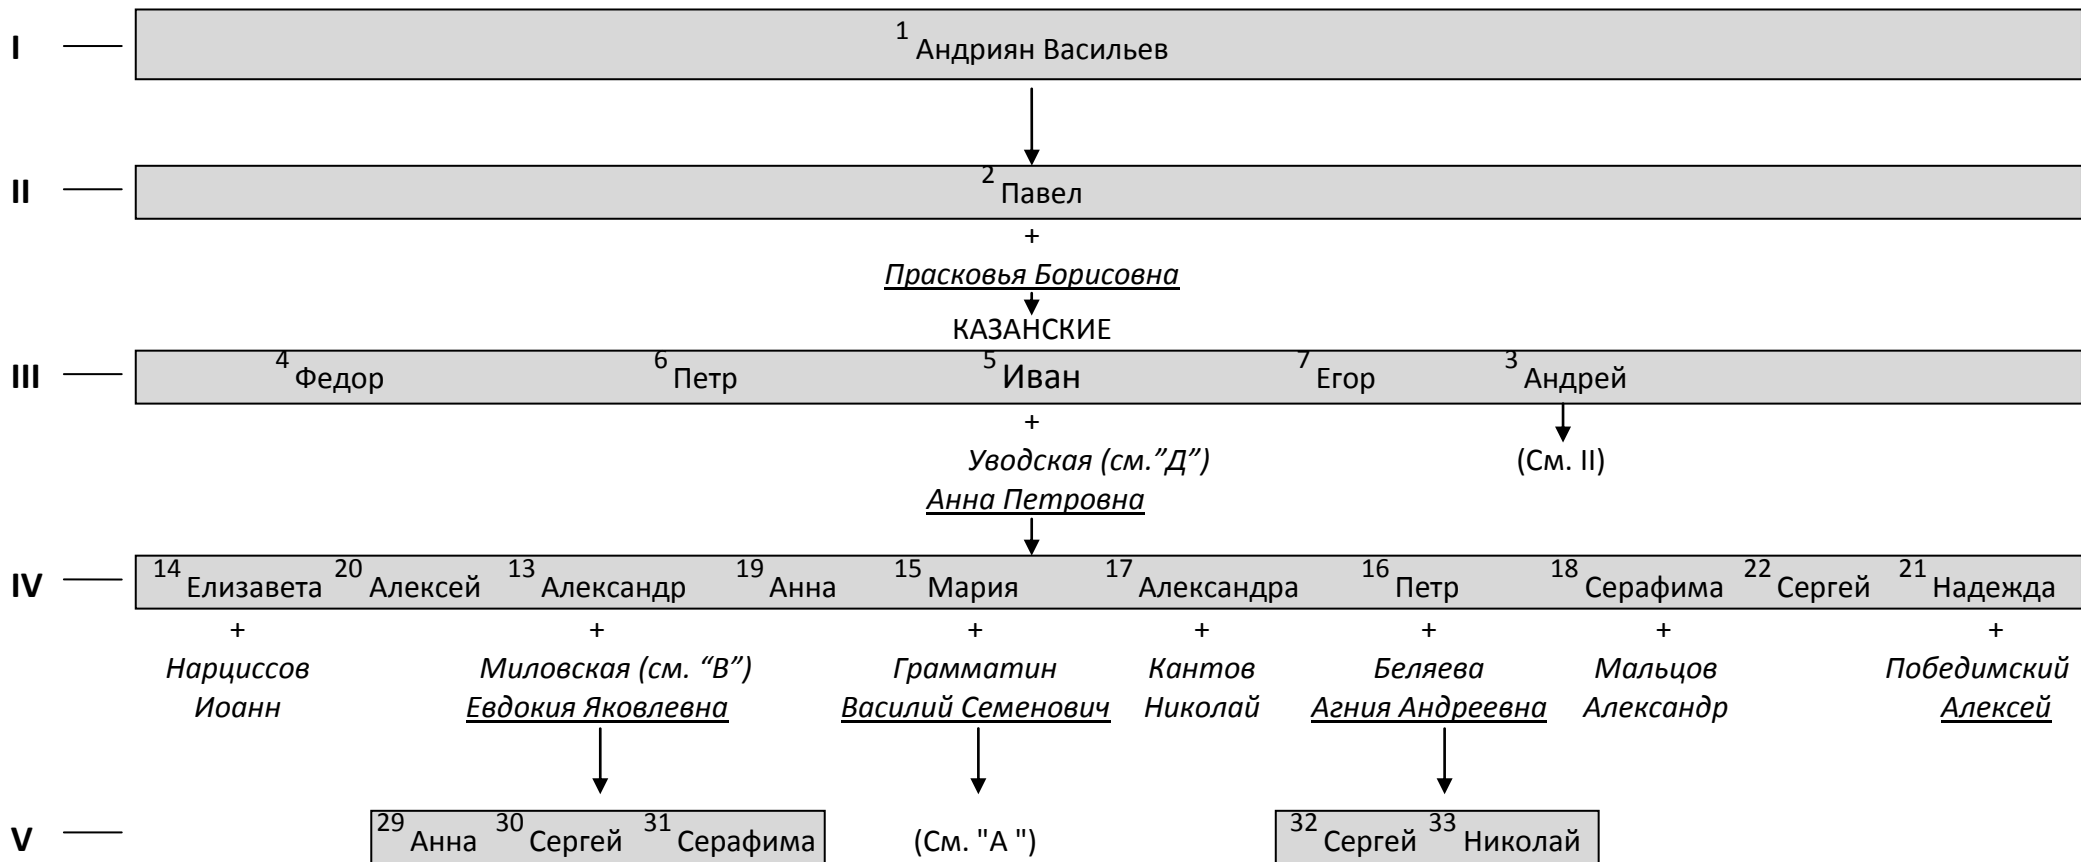 I 1 Андриян Васильев
II 2 Павел
+
Прасковья Борисовна
КАЗАНСКИЕ
III 4 Федор 6 Петр 5 Иван 7 Егор 3 Андрей
+
Уводская (см.”Д”) (См. II)
Анна Петровна
IV 14 Елизавета 20 Алексей 13 Александр 19 Анна 15 Мария 17 Александра 16 Петр 18 Серафима 22 Сергей 21 Надежда
+ + + + + + +
Нарциссов Миловская (см. “В”) Грамматин Кантов Беляева Мальцов Победимский
Иоанн Евдокия Яковлевна Василий Семенович Николай Агния Андреевна Александр Алексей
V 29 Анна 30 Сергей 31 Серафима (См. "А ") 32 Сергей 33 Николай